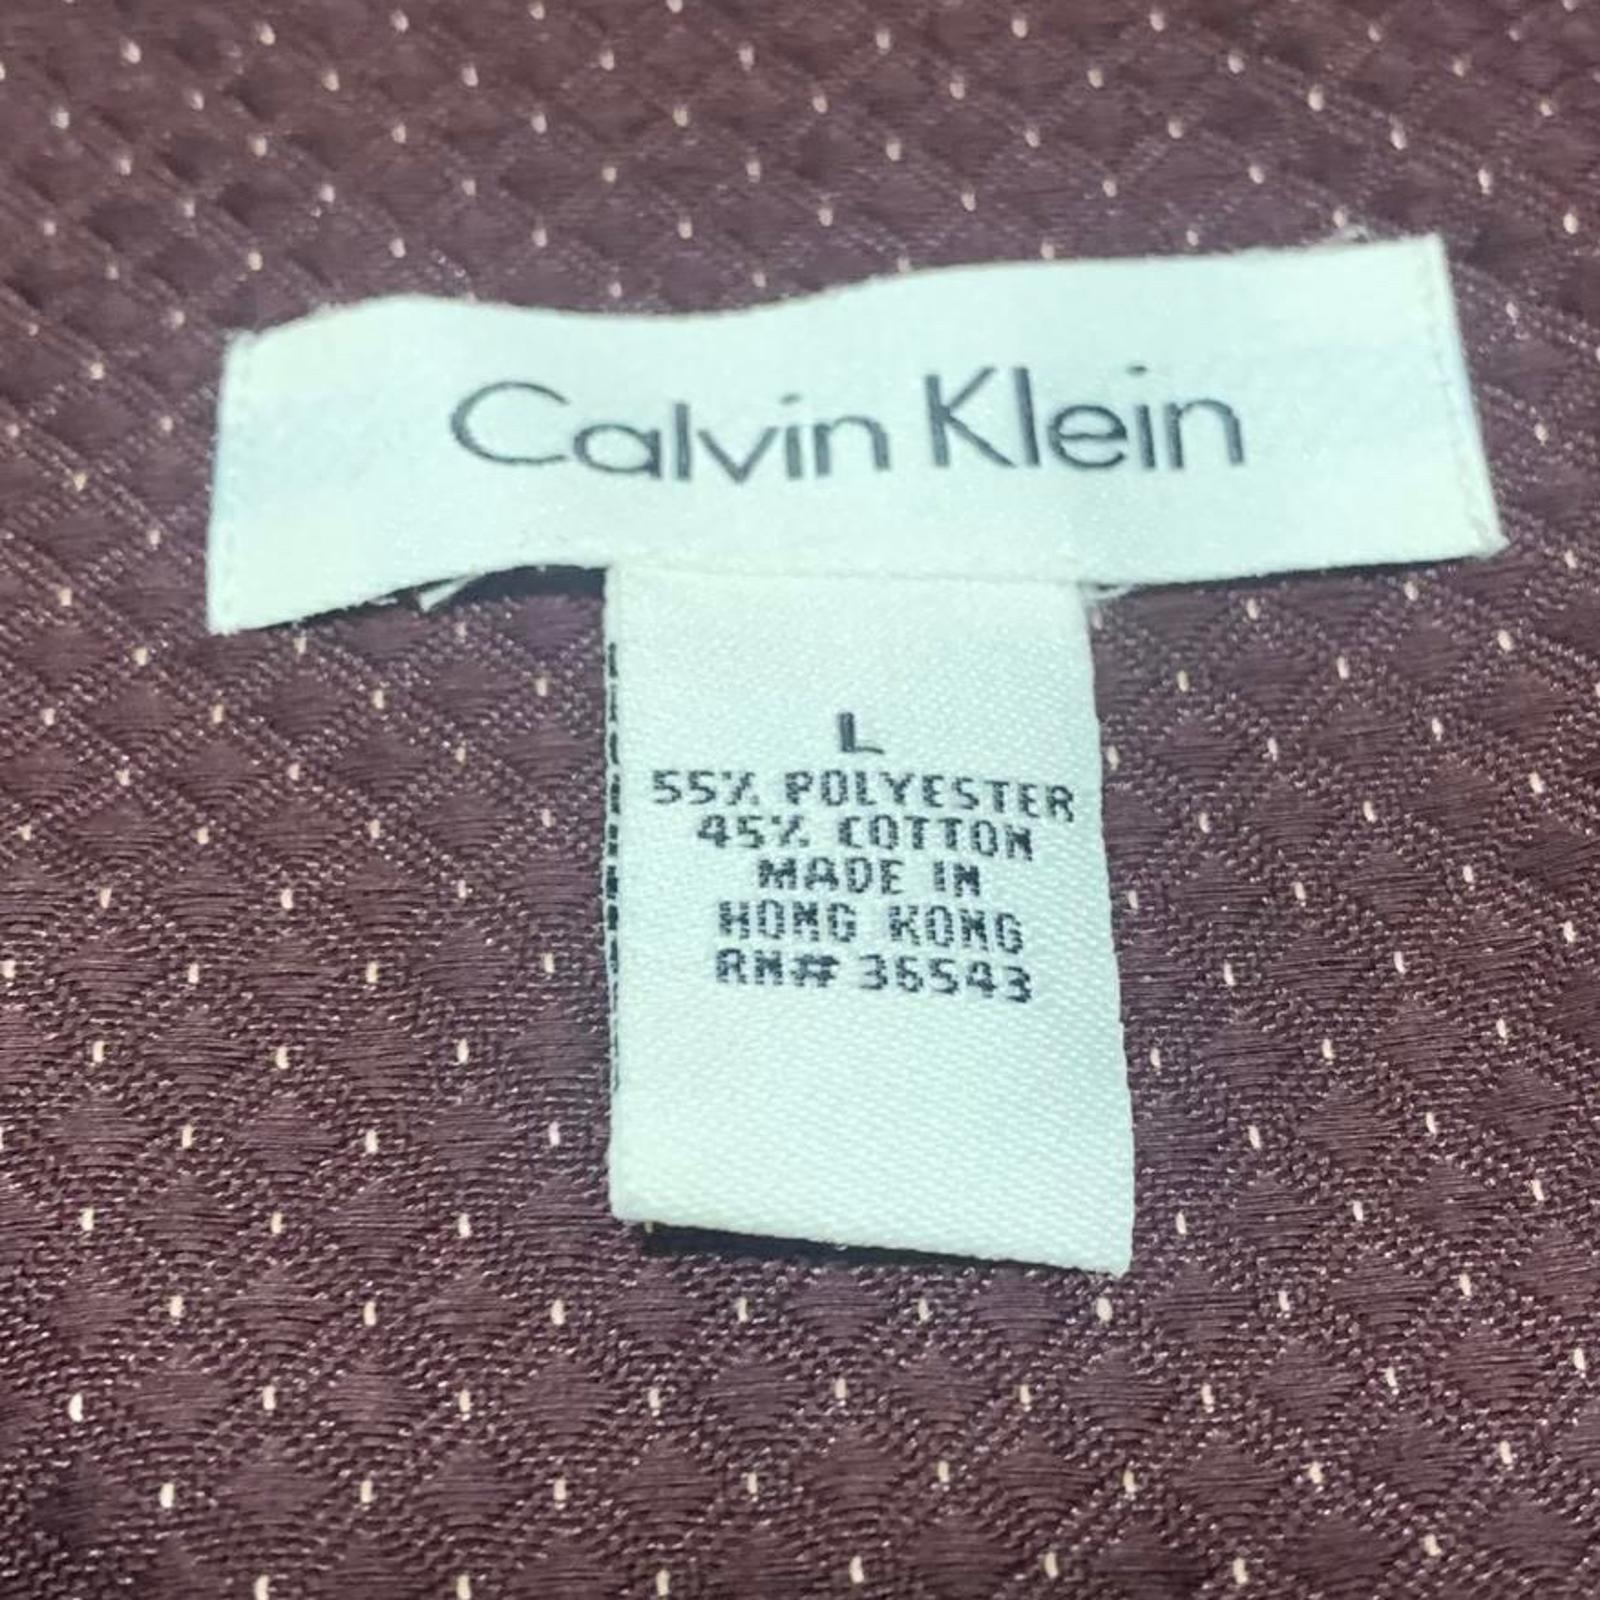 Calvin Klein
L
55% POLYESTER
45% COTTON
MADE IN
HONG KONG
RN# 36543